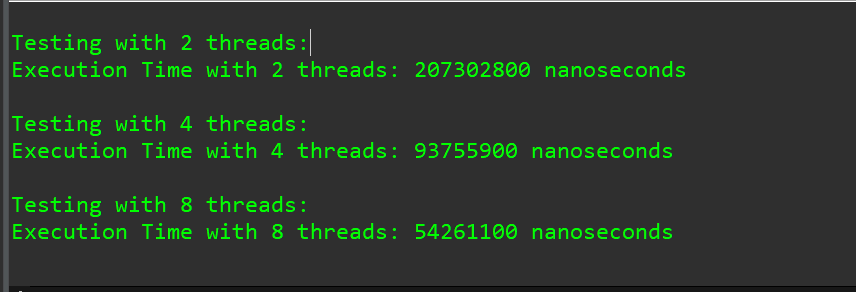 Testing with 2 threads:
Execution Time with 2 threads: 207302800 nanoseconds
Testing with 4 threads:
Execution Time with 4 threads: 93755900 nanoseconds
Testing with 8 threads:
Execution Time with 8 threads: 54261100 nanoseconds